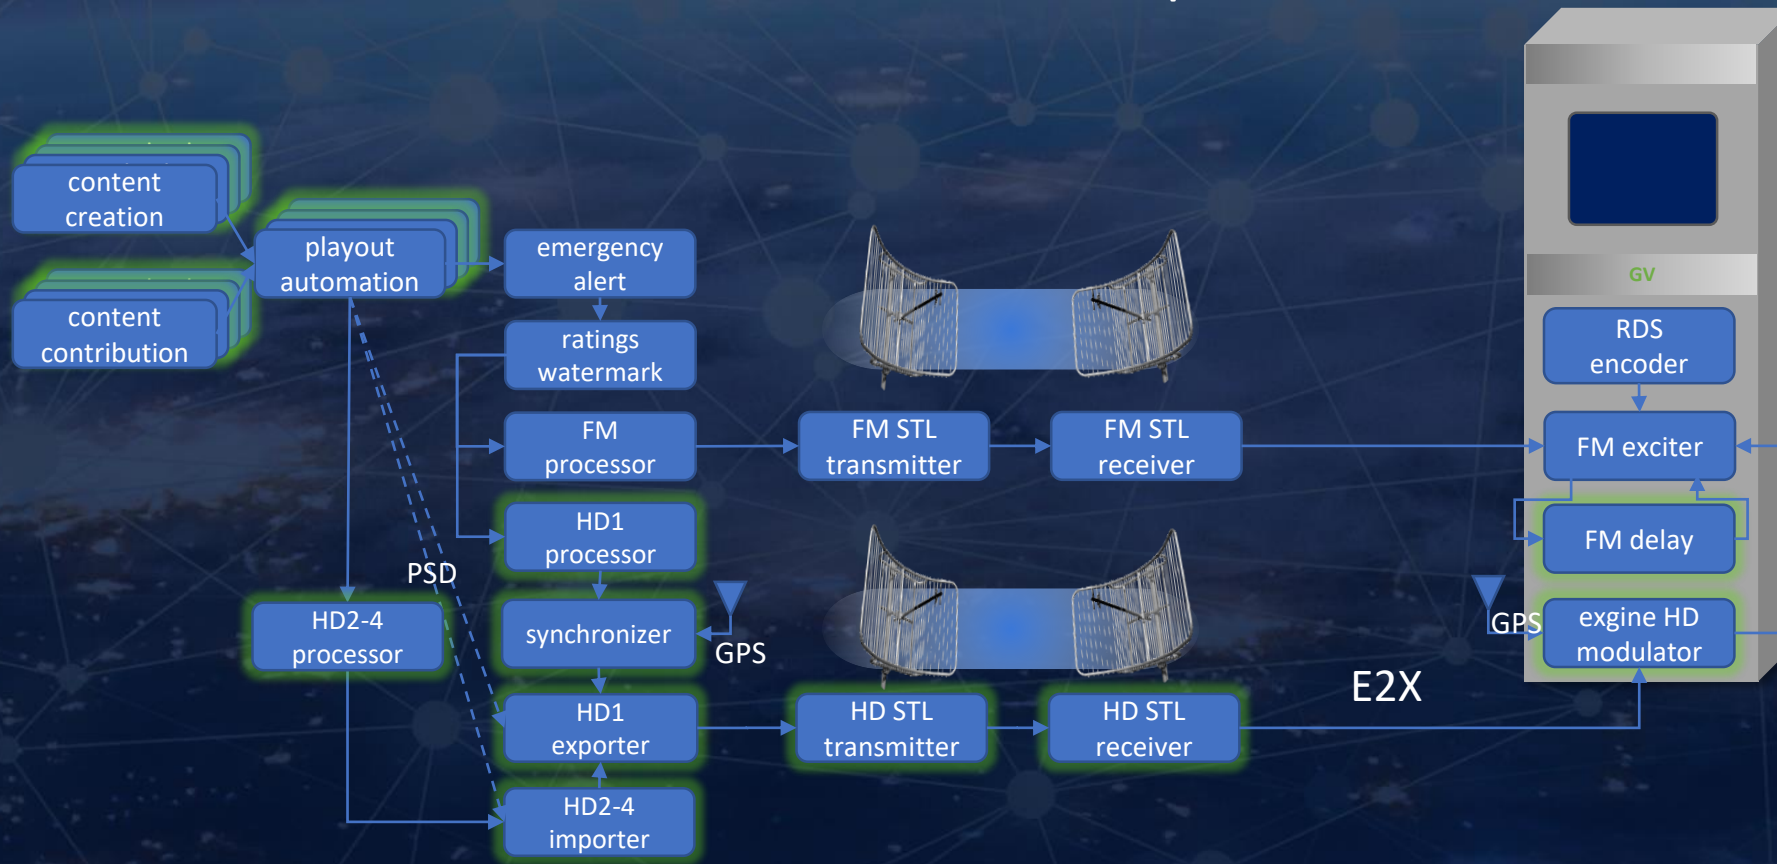 content
creation
content
contribution
playout
automation
emergency
alert
ratings
watermark
FM
processor
HD1
processor
PSD
HD2-4
processor
synchronizer
GPS
HD1
exporter
HD2-4
importer
FM STL
transmitter
FM STL
receiver
HD STL
transmitter
HD STL
receiver
E2X
GV
RDS
encoder
FM exciter
FM delay
GPS
exgine HD
modulator